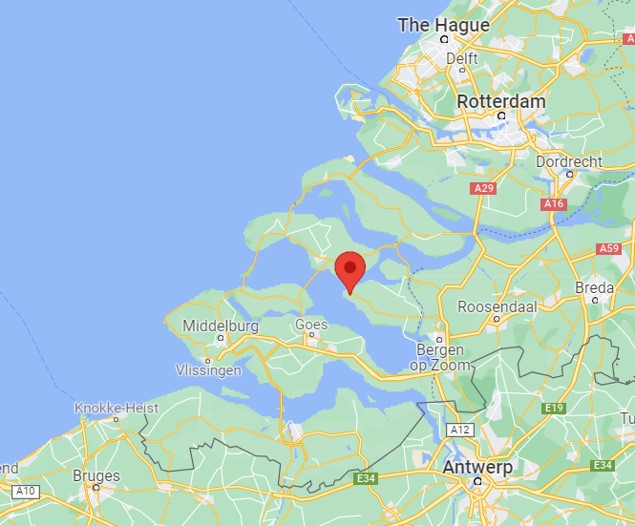 The Hague
Delft
A
Rotterdam
Dordrecht
A29
A16
A59
Breda
Roosendaal
Middelburg
Goes
Bergen
op Zoom
Vlissingen
Knokke-Heist
E19
A12
Tu
end
Bruges
A10
E34
Antwerp
E34